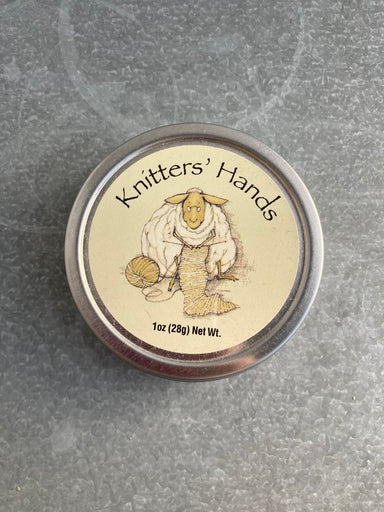 Knitters' Hands
1oz (28g) Net Wt.